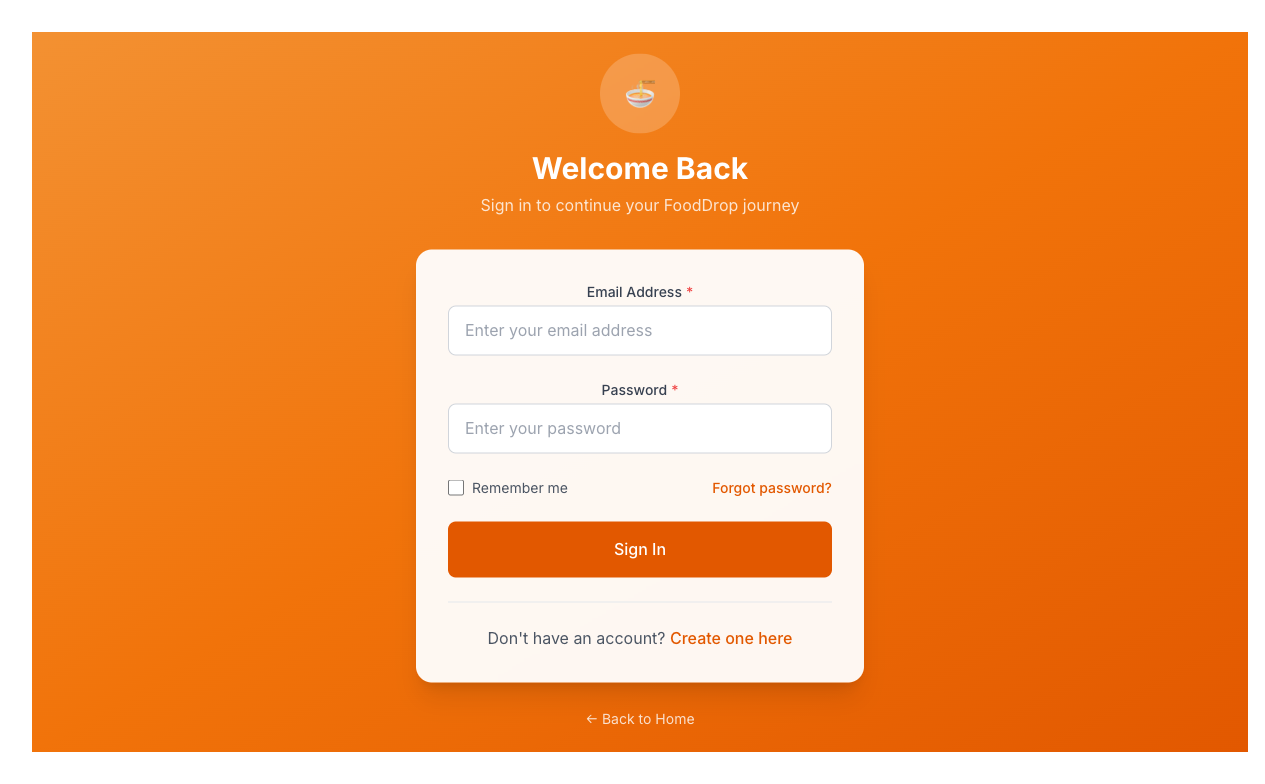 Welcome Back
Sign in to continue your FoodDrop journey
Email Address *
Enter your email address
Password *
Enter your password
Remember me
Forgot password?
Sign In
Don't have an account? Create one here
← Back to Home